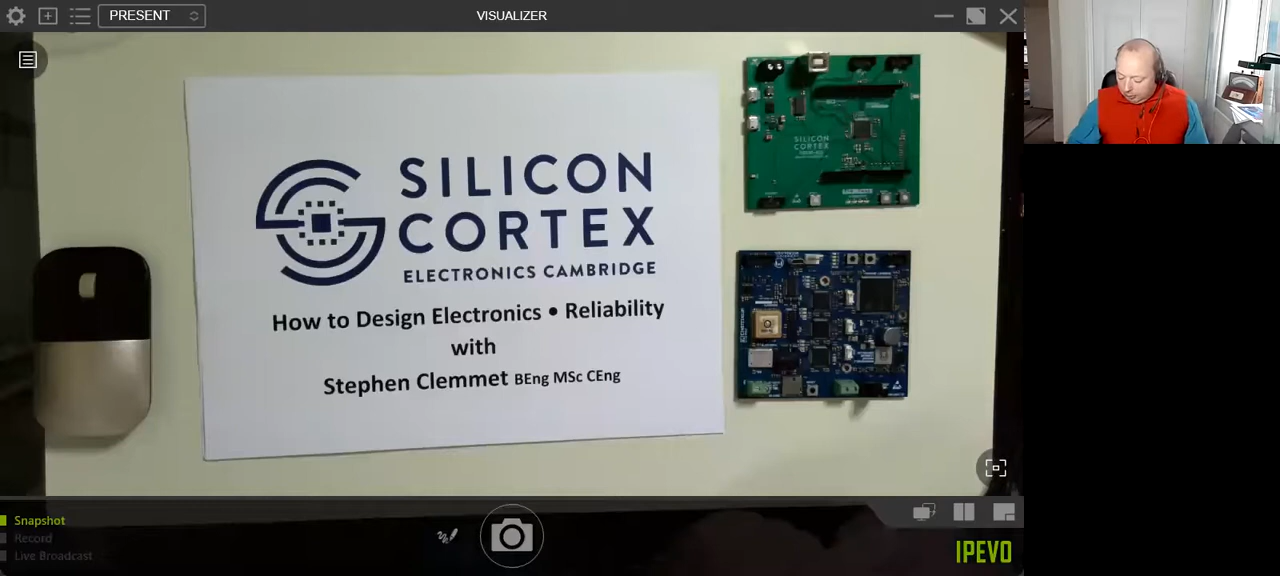 PRESENT
VISUALIZER
SILICON
CORTEX
ELECTRONICS CAMBRIDGE
How to Design Electronics • Reliability
with
Stephen Clemmet BEng MSc CEng
SILICON
CORTEX
Snapshot
Record
Live Broadcast
IPEVO